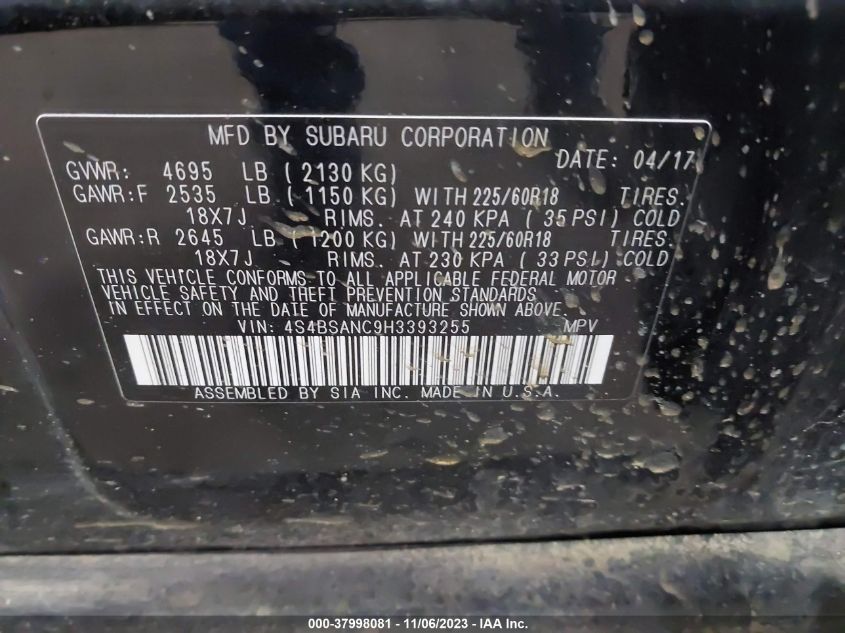 MFD BY SUBARU CORPORATION
GVWR: 4695 LB (2130 KG) DATE: 04/17
GAWR:F 2535 LB (1150 KG) WITH 225/60R18 TIRES.
18X7J RIMS. AT 240 KPA (35 PSI) COLD
GAWR:R 2645 LB (1200 KG) WITH 225/60R18 TIRES.
18X7J RIMS. AT 230 KPA (33 PSI) COLD
THIS VEHICLE CONFORMS TO ALL APPLICABLE FEDERAL MOTOR
VEHICLE SAFETY AND THEFT PREVENTION STANDARDS
IN EFFECT ON THE DATE OF MANUFACTURE SHOWN ABOVE.
VIN: 4S4BSANC9H3393255 MPV
ASSEMBLED BY SIA INC. MADE IN U.S.A.
000-37998081 - 11/06/2023 - IAA Inc.